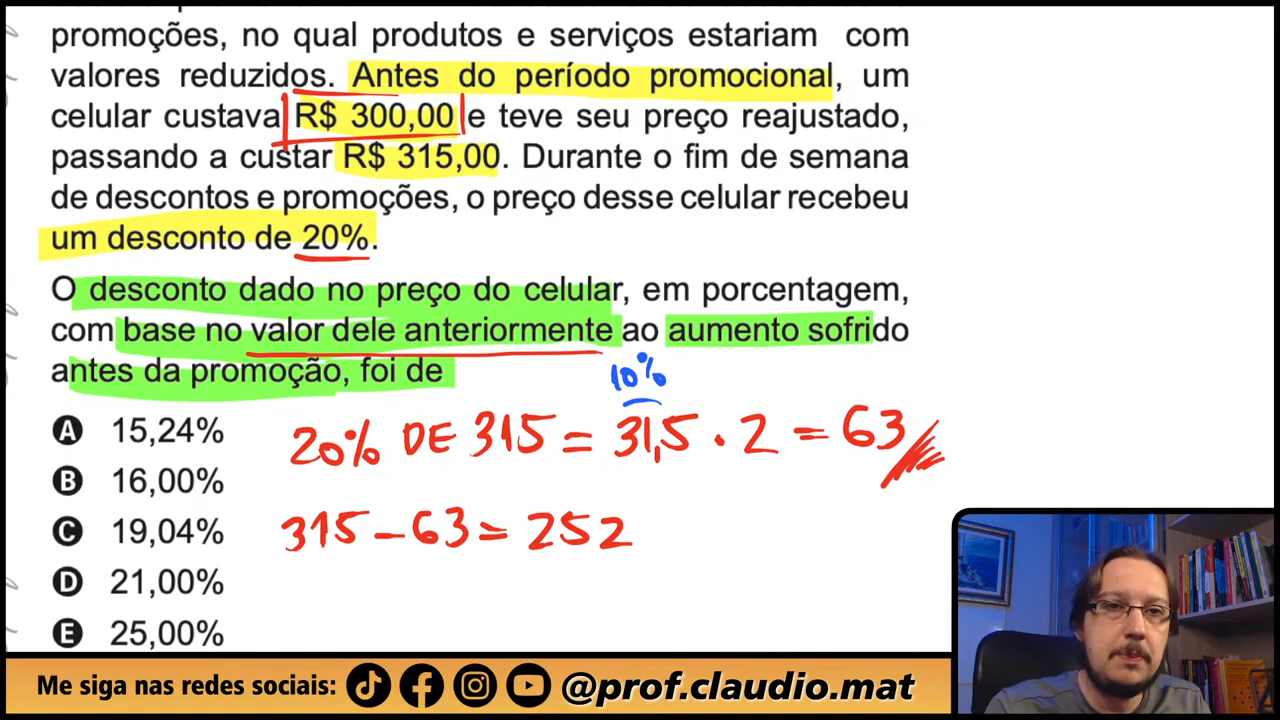 promoções, no qual produtos e serviços estariam com
valores reduzidos. Antes do período promocional, um
celular custava R$ 300,00 e teve seu preço reajustado,
passando a custar R$ 315,00. Durante o fim de semana
de descontos e promoções, o preço desse celular recebeu
um desconto de 20%.
O desconto dado no preço do celular, em porcentagem,
com base no valor dele anteriormente ao aumento sofrido
antes da promoção, foi de
10%
A 15,24%
20% DE 315 = 31,5 . 2 = 63
B 16,00%
C 19,04%
315 - 63 = 252
D 21,00%
E 25,00%
Me siga nas redes sociais: @prof.claudio.mat